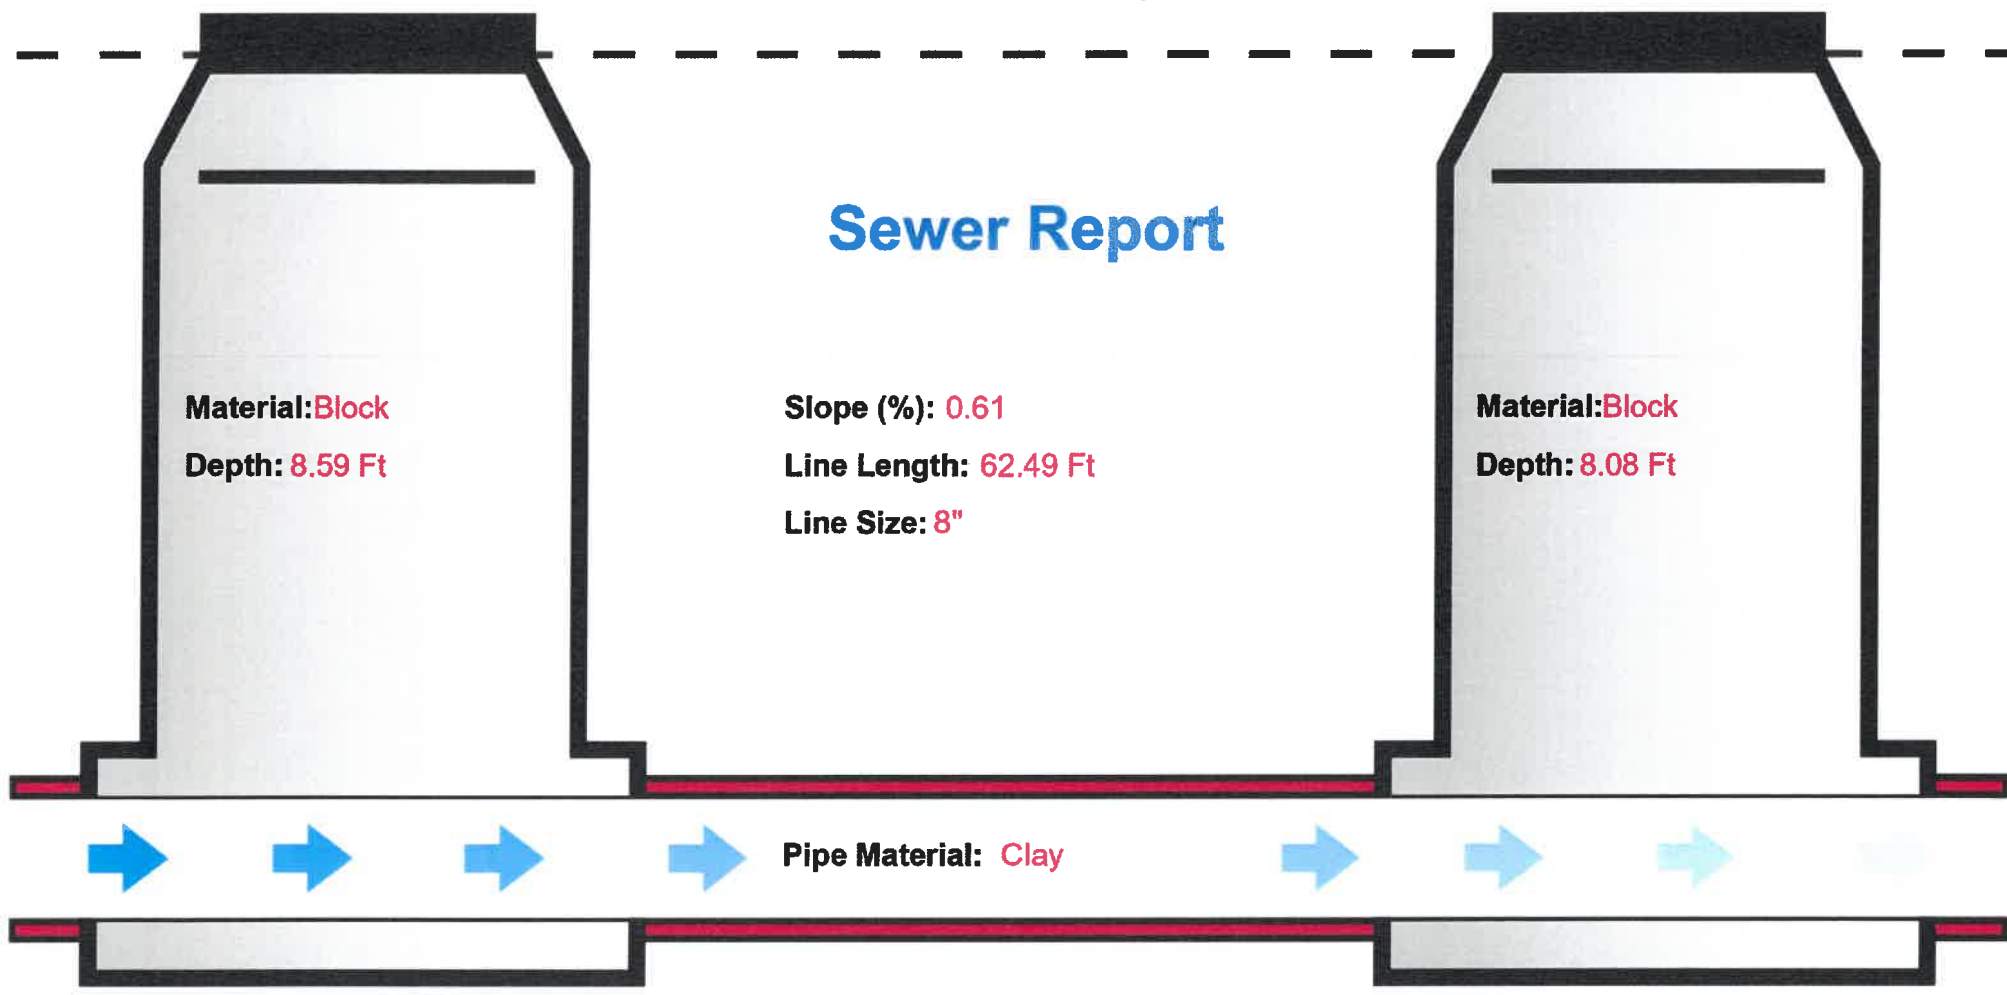 Sewer Report
Material:Block
Depth: 8.59 Ft
Slope (%): 0.61
Line Length: 62.49 Ft
Line Size: 8"
Material:Block
Depth: 8.08 Ft
Pipe Material: Clay